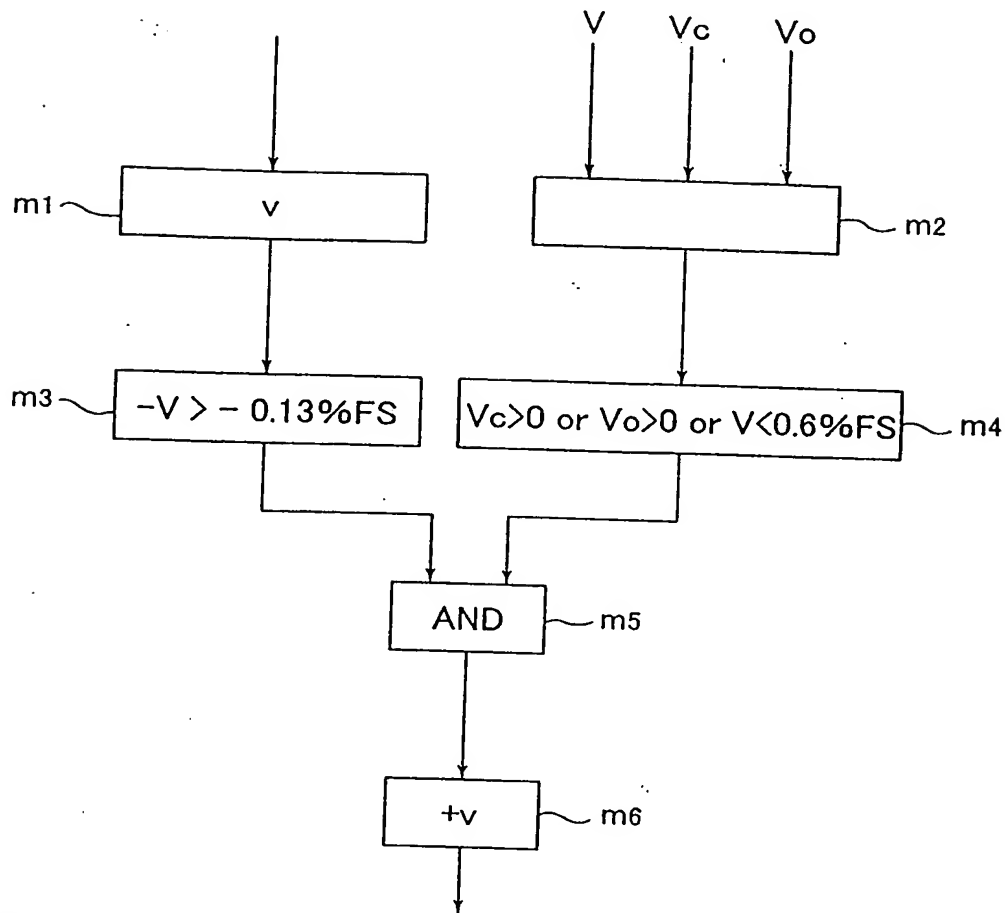 V Vc Vo
m1 v
m2
m3 -V > - 0.13%FS
Vc>0 or Vo>0 or V<0.6%FS m4
AND m5
+v m6